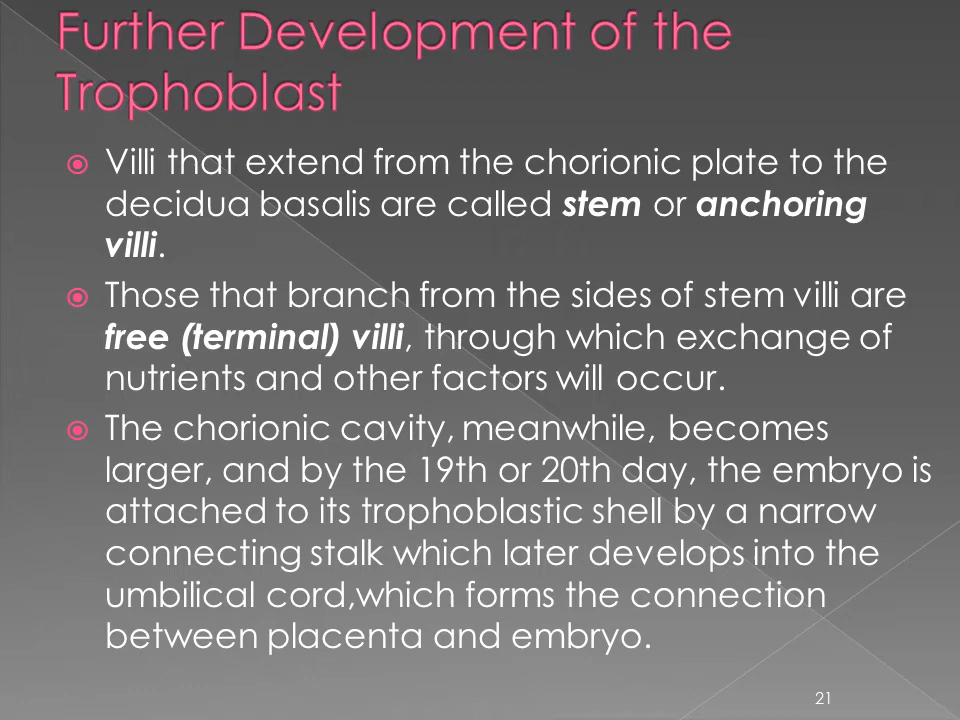 Further Development of the
Trophoblast
Villi that extend from the chorionic plate to the
decidua basalis are called stem or anchoring
villi.
Those that branch from the sides of stem villi are
free (terminal) villi, through which exchange of
nutrients and other factors will occur.
The chorionic cavity, meanwhile, becomes
larger, and by the 19th or 20th day, the embryo is
attached to its trophoblastic shell by a narrow
connecting stalk which later develops into the
umbilical cord,which forms the connection
between placenta and embryo.
21